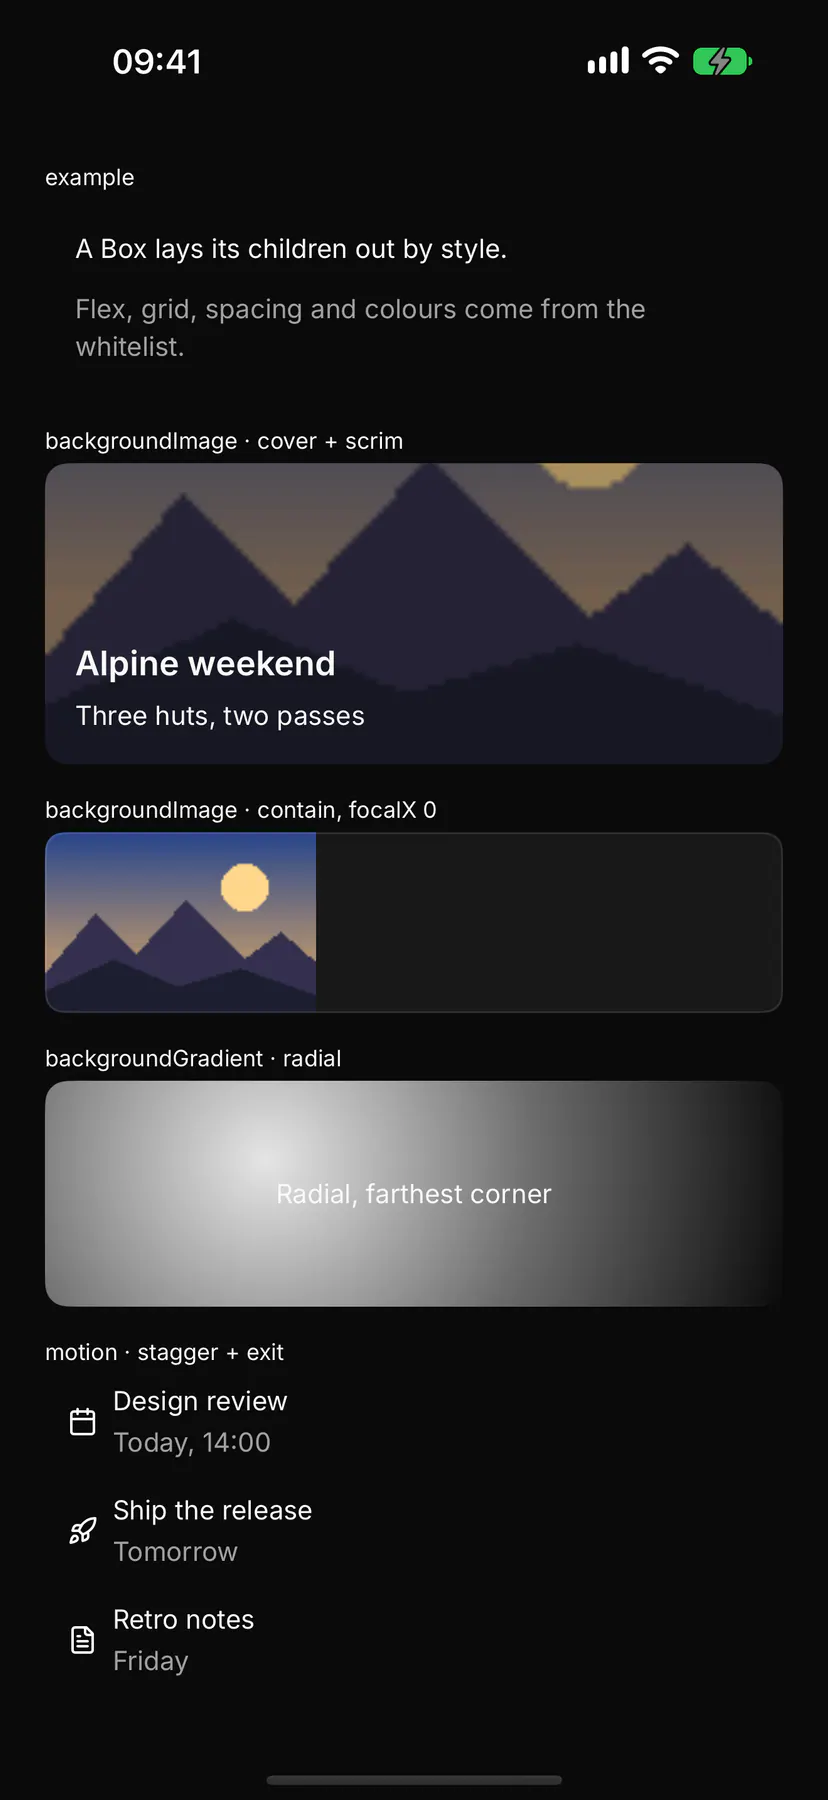 09:41
example
A Box lays its children out by style.
Flex, grid, spacing and colours come from the
whitelist.
backgroundImage · cover + scrim
Alpine weekend
Three huts, two passes
backgroundImage · contain, focalX 0
backgroundGradient · radial
Radial, farthest corner
motion · stagger + exit
Design review
Today, 14:00
Ship the release
Tomorrow
Retro notes
Friday